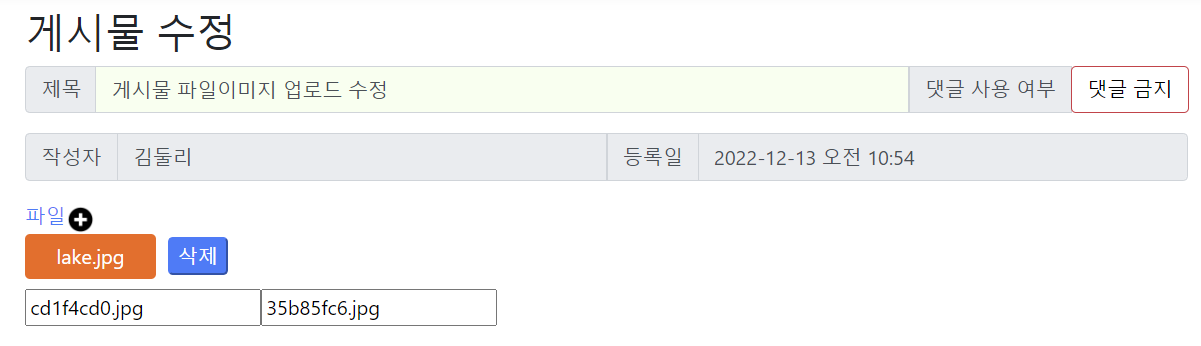 게시물 수정
제목 게시물 파일이미지 업로드 수정 댓글 사용 여부 댓글 금지
작성자 김둘리 등록일 2022-12-13 오전 10:54
파일
lake.jpg 삭제
cd1f4cd0.jpg 35b85fc6.jpg